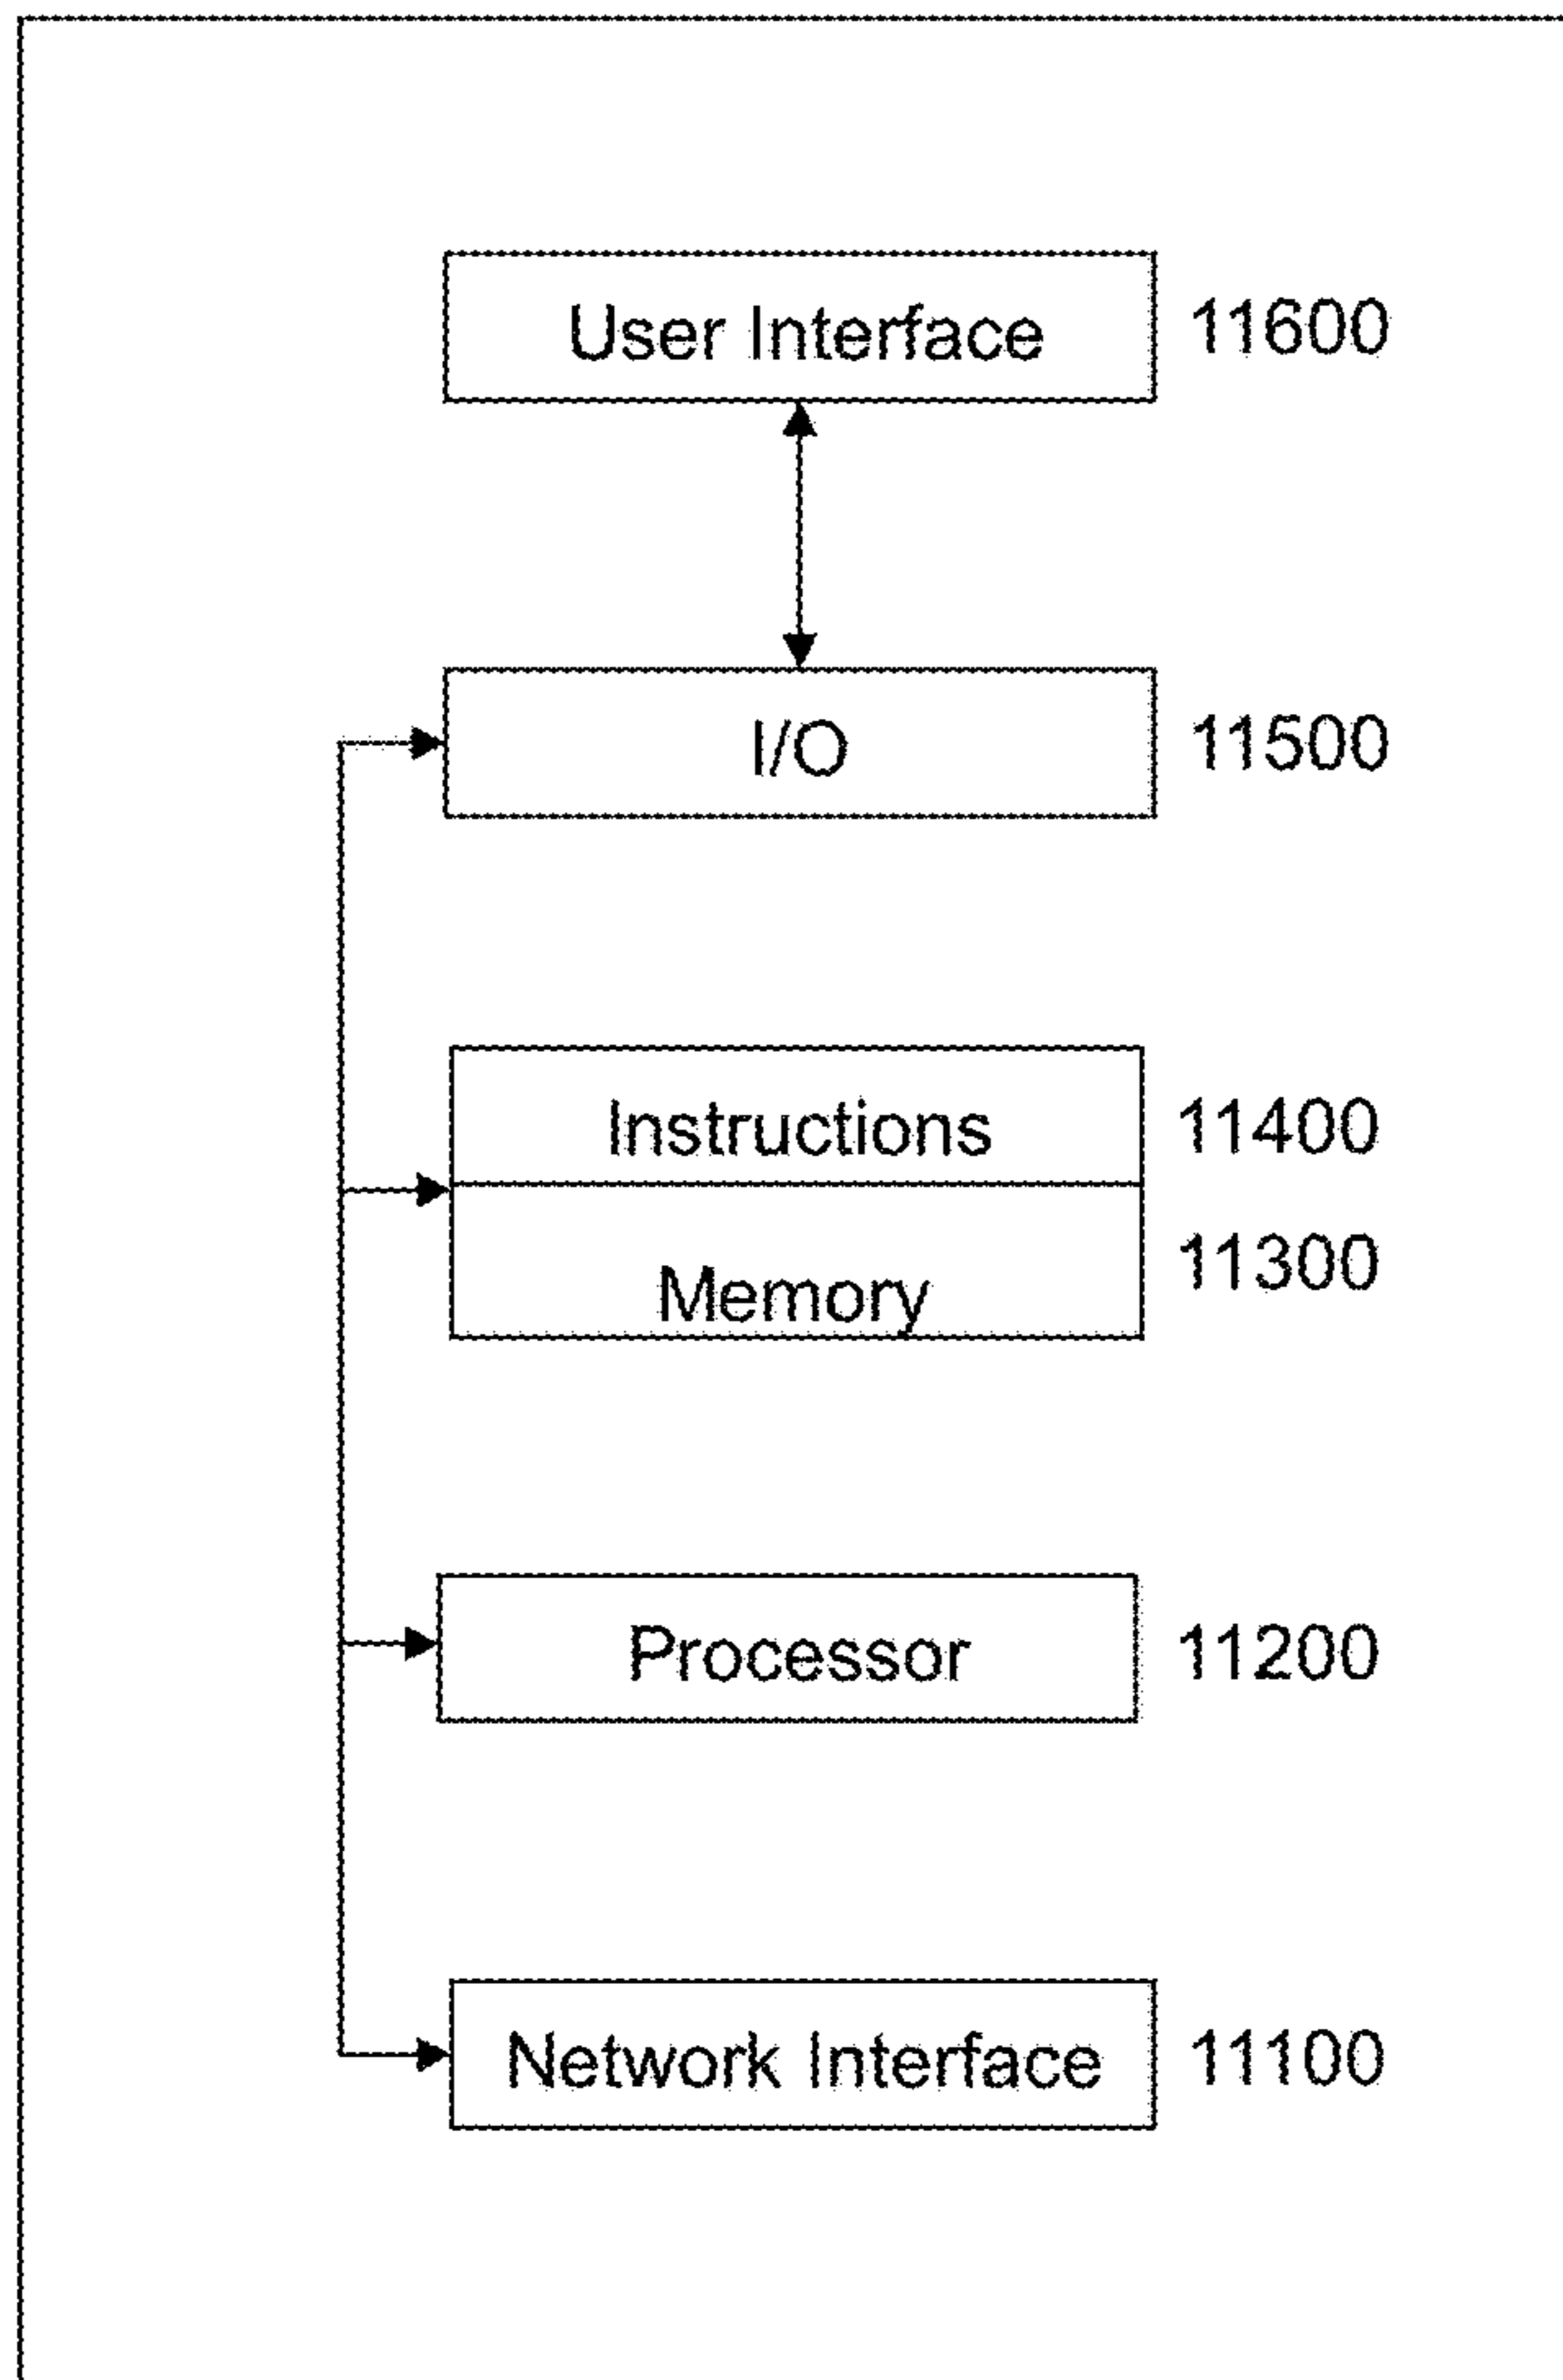 User Interface 11600
I/O 11500
Instructions 11400
Memory 11300
Processor 11200
Network Interface 11100